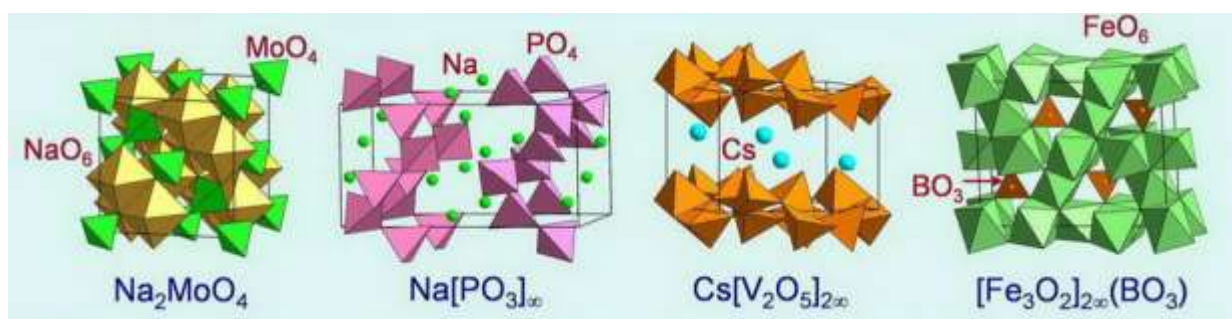 MoO₄
NaO₆
Na₂MoO₄
Na
PO₄
Na[PO₃]∞
Cs
Cs[V₂O₅]₂∞
FeO₆
BO₃
[Fe₃O₂]₂∞(BO₃)